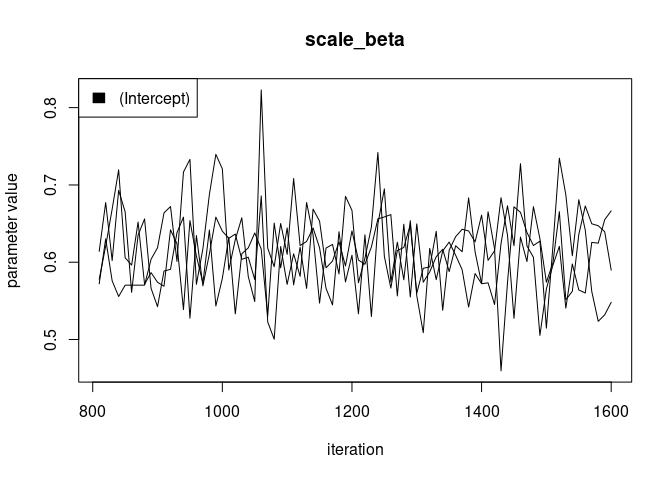 scale_beta
(Intercept)
parameter value
0.8
0.7
0.6
0.5
800 1000 1200 1400 1600
iteration